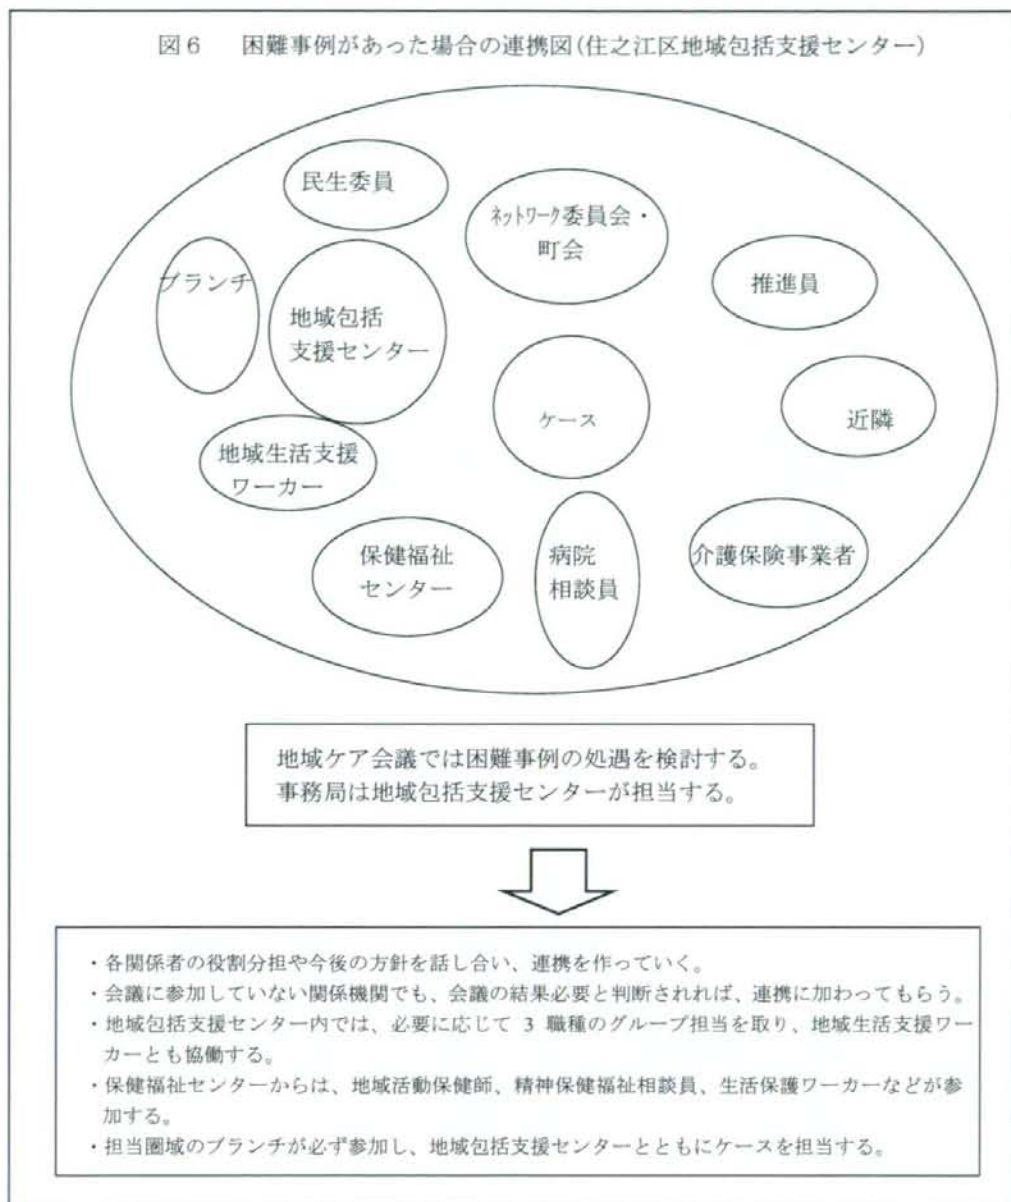 図6　困難事例があった場合の連携図(住之江区地域包括支援センター)
民生委員
ネットワーク委員会・
町会
ブランチ
地域包括
支援センター
推進員
ケース
近隣
地域生活支援
ワーカー
保健福祉
センター
病院
相談員
介護保険事業者
地域ケア会議では困難事例の処遇を検討する。
事務局は地域包括支援センターが担当する。
・各関係者の役割分担や今後の方針を話し合い、連携を作っていく。
・会議に参加していない関係機関でも、会議の結果必要と判断されれば、連携に加わってもらう。
・地域包括支援センター内では、必要に応じて 3 職種のグループ担当を取り、地域生活支援ワー
カーとも協働する。
・保健福祉センターからは、地域活動保健師、精神保健福祉相談員、生活保護ワーカーなどが参
加する。
・担当圏域のブランチが必ず参加し、地域包括支援センターとともにケースを担当する。